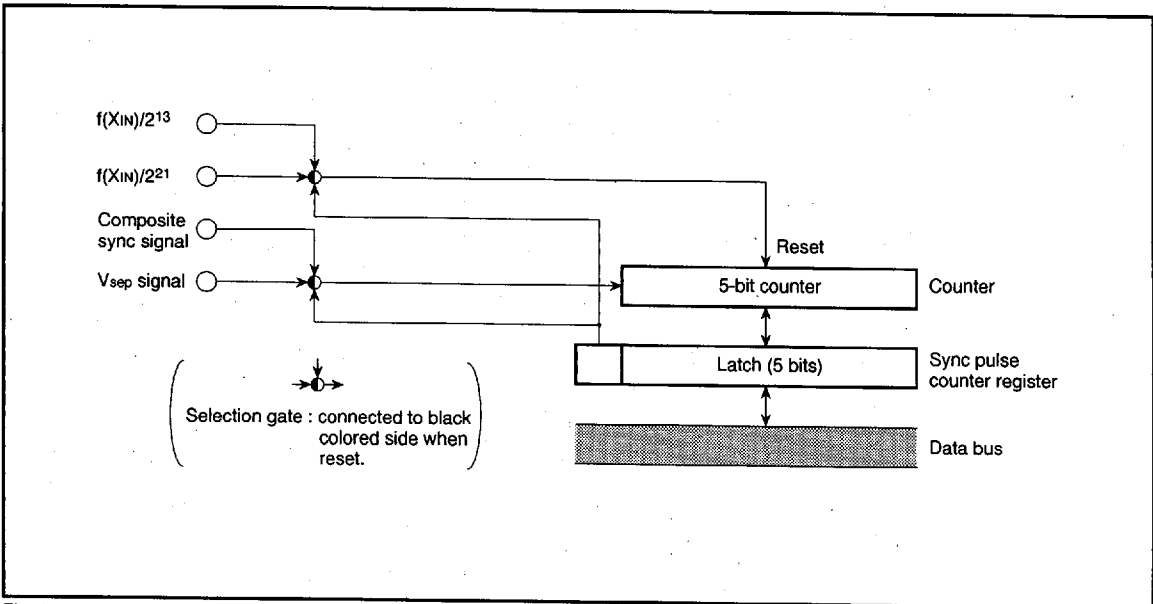 f(XIN)/2¹³
f(XIN)/2²¹
Composite
sync signal
Vsep signal
Reset
5-bit counter
Counter
Latch (5 bits)
Sync pulse
counter register
Selection gate : connected to black
colored side when
reset.
Data bus